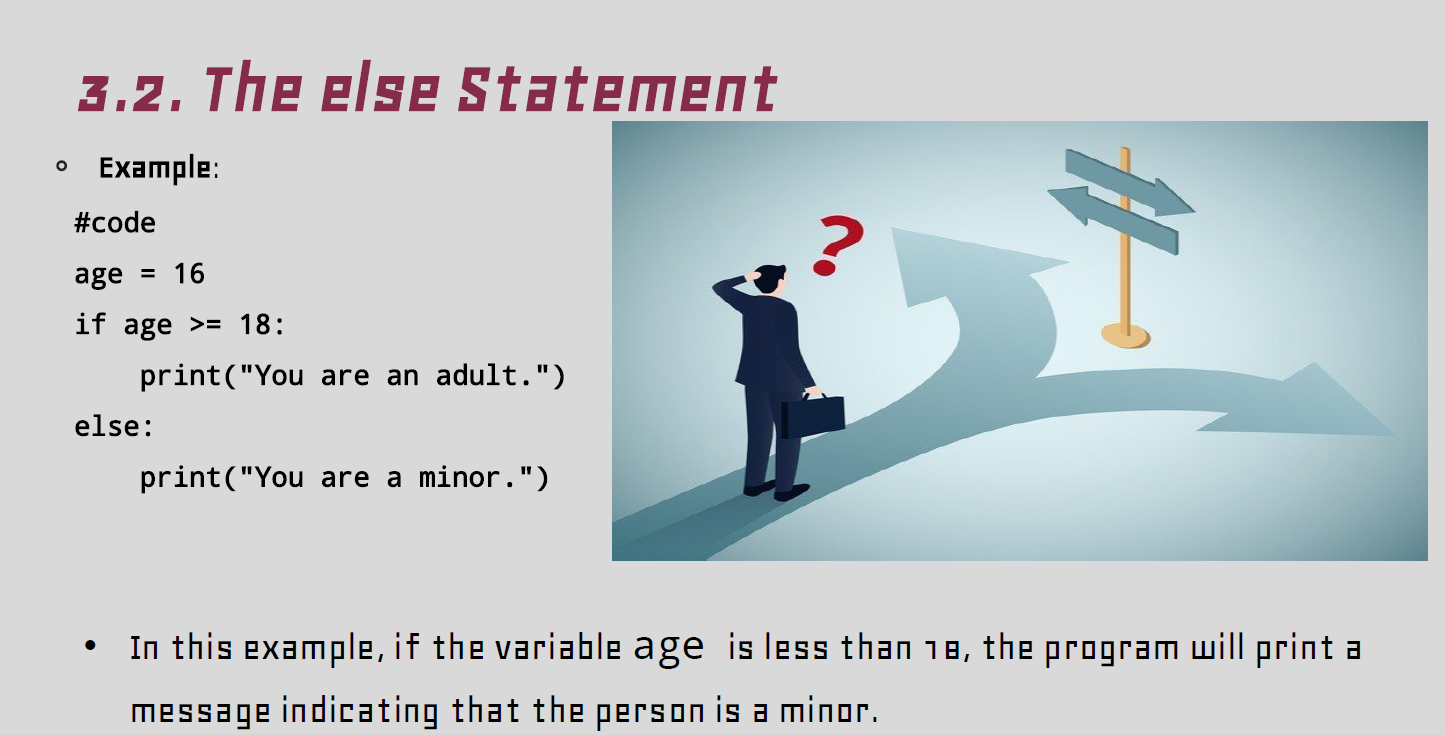 3.2. The else Statement
Example:
#code
age = 16
if age >= 18:
    print("You are an adult.")
else:
    print("You are a minor.")
?
In this example, if the variable age is less than 18, the program will print a
message indicating that the person is a minor.